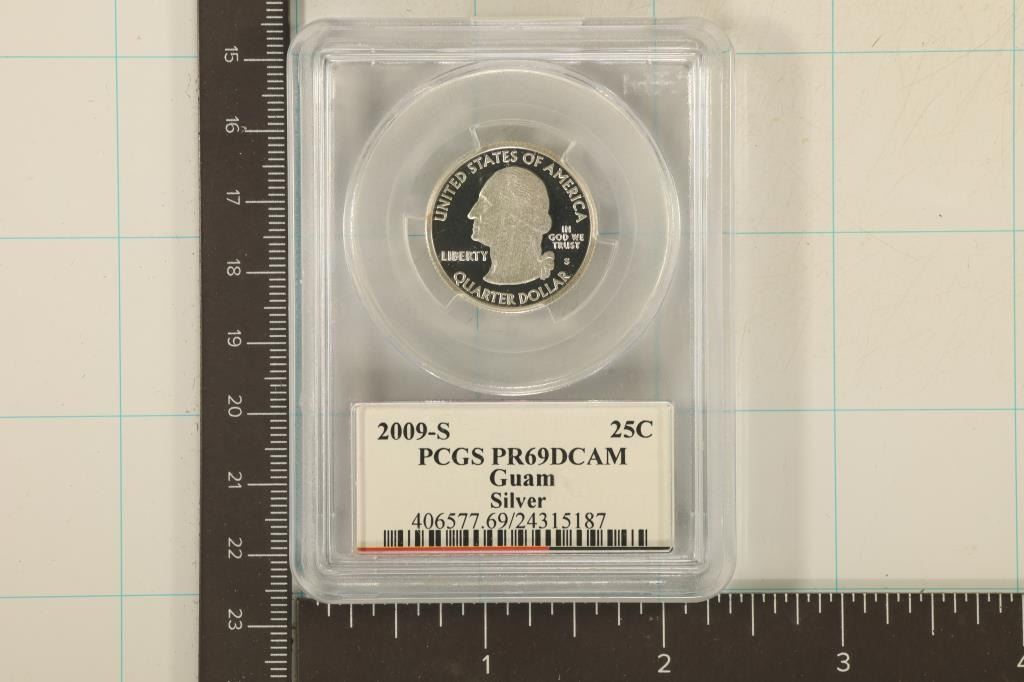 UNITED STATES OF AMERICA
LIBERTY
IN
GOD WE
TRUST
S
QUARTER DOLLAR
2009-S 25C
PCGS PR69DCAM
Guam
Silver
406577.69/24315187
15
16
17
18
19
20
21
22
23
1 2 3 4